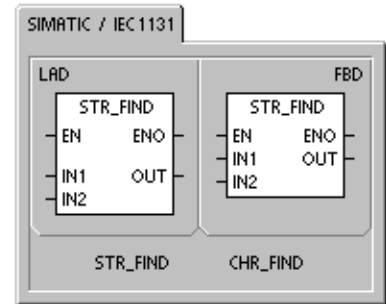 SIMATIC / IEC 1131
LAD
STR_FIND
EN ENO
IN1 OUT
IN2
FBD
STR_FIND
EN ENO
IN1 OUT
IN2
STR_FIND CHR_FIND